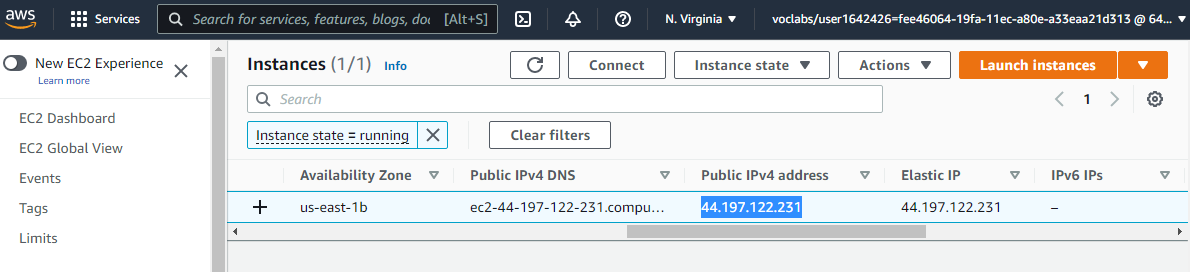 aws
Services
Search for services, features, blogs, doc
[Alt+S]
N. Virginia
voclabs/user1642426=fee46064-19fa-11ec-a80e-a33eaa21d313 @ 64...
New EC2 Experience
Learn more
EC2 Dashboard
EC2 Global View
Events
Tags
Limits
Instances (1/1) Info
Connect
Instance state
Actions
Launch instances
Search
1
Instance state = running
Clear filters
Availability Zone Public IPv4 DNS Public IPv4 address Elastic IP IPv6 IPs
us-east-1b ec2-44-197-122-231.compu... 44.197.122.231 44.197.122.231 –